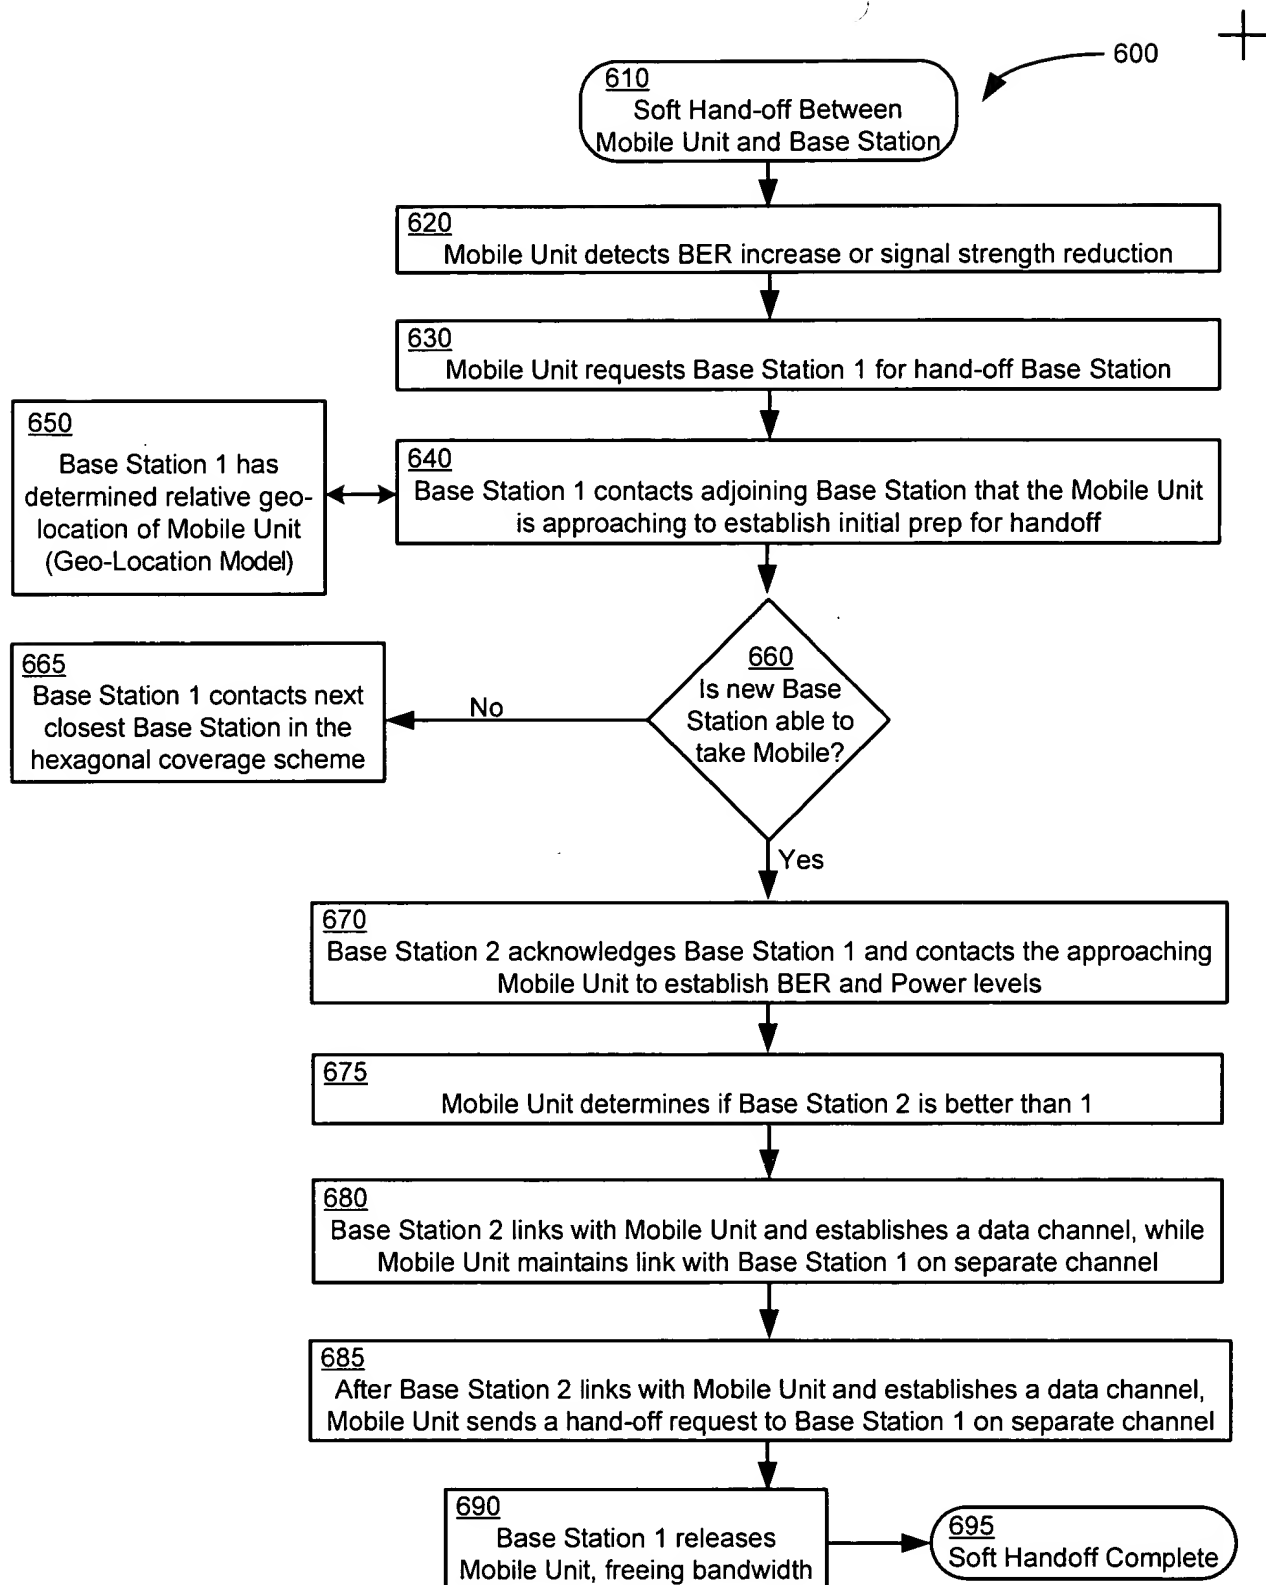 600
610
Soft Hand-off Between
Mobile Unit and Base Station
620
Mobile Unit detects BER increase or signal strength reduction
630
Mobile Unit requests Base Station 1 for hand-off Base Station
650
Base Station 1 has
determined relative geo-
location of Mobile Unit
(Geo-Location Model)
640
Base Station 1 contacts adjoining Base Station that the Mobile Unit
is approaching to establish initial prep for handoff
660
Is new Base
Station able to
take Mobile?
No
665
Base Station 1 contacts next
closest Base Station in the
hexagonal coverage scheme
Yes
670
Base Station 2 acknowledges Base Station 1 and contacts the approaching
Mobile Unit to establish BER and Power levels
675
Mobile Unit determines if Base Station 2 is better than 1
680
Base Station 2 links with Mobile Unit and establishes a data channel, while
Mobile Unit maintains link with Base Station 1 on separate channel
685
After Base Station 2 links with Mobile Unit and establishes a data channel,
Mobile Unit sends a hand-off request to Base Station 1 on separate channel
690
Base Station 1 releases
Mobile Unit, freeing bandwidth
695
Soft Handoff Complete